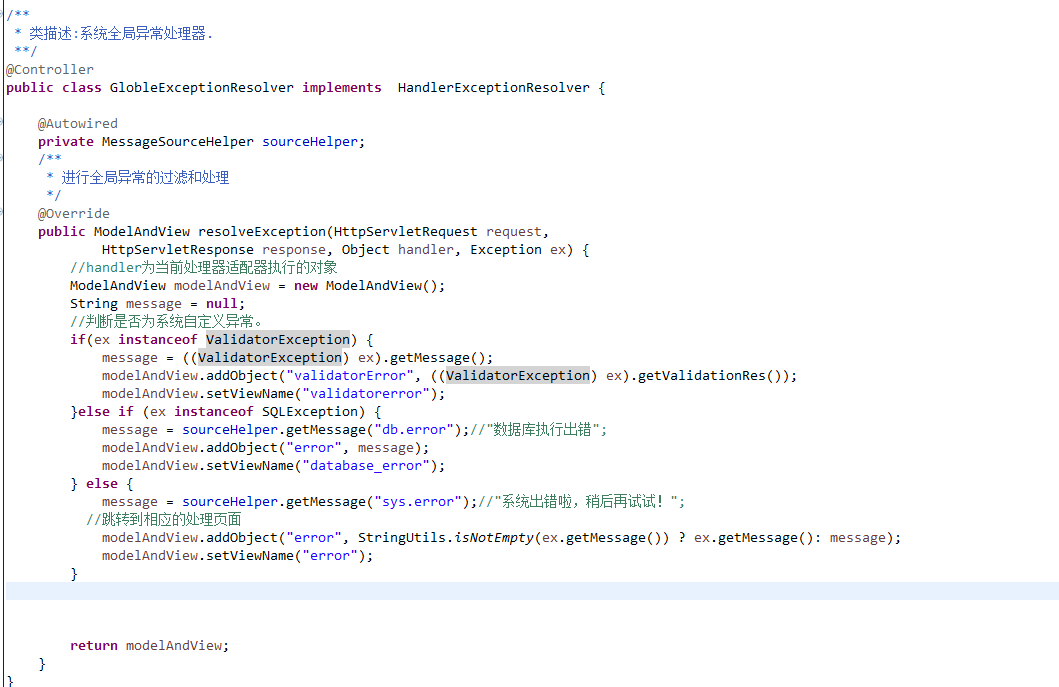 /**
 * 类描述:系统全局异常处理器.
 **/
@Controller
public class GlobleExceptionResolver implements  HandlerExceptionResolver {
    @Autowired
    private MessageSourceHelper sourceHelper;
    /**
     * 进行全局异常的过滤和处理
     */
    @Override
    public ModelAndView resolveException(HttpServletRequest request,
            HttpServletResponse response, Object handler, Exception ex) {
        //handler为当前处理器适配器执行的对象
        ModelAndView modelAndView = new ModelAndView();
        String message = null;
        //判断是否为系统自定义异常。
        if(ex instanceof ValidatorException) {
            message = ((ValidatorException) ex).getMessage();
            modelAndView.addObject("validatorError", ((ValidatorException) ex).getValidationRes());
            modelAndView.setViewName("validatorerror");
        }else if (ex instanceof SQLException) {
            message = sourceHelper.getMessage("db.error");//"数据库执行出错";
            modelAndView.addObject("error", message);
            modelAndView.setViewName("database_error");
        } else {
            message = sourceHelper.getMessage("sys.error");//"系统出错啦，稍后再试试！";
          //跳转到相应的处理页面
            modelAndView.addObject("error", StringUtils.isNotEmpty(ex.getMessage()) ? ex.getMessage(): message);
            modelAndView.setViewName("error");
        }
        return modelAndView;
    }
}